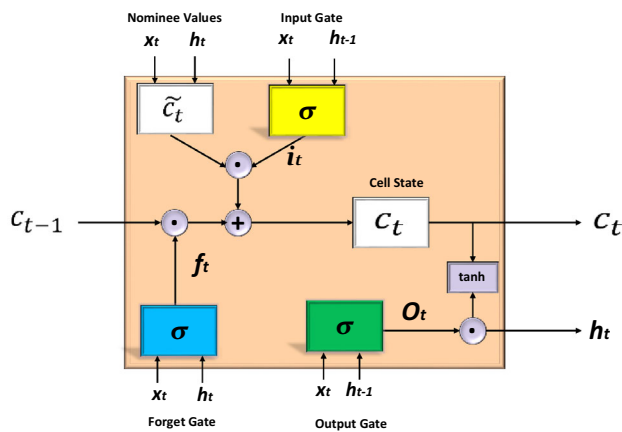 Nominee Values
Input Gate
xt ht
xt ht-1
c̃t
σ
it
Cell State
Ct-1
+
Ct
Ct
ft
tanh
σ
σ
Ot
ht
xt ht
xt ht-1
Forget Gate
Output Gate